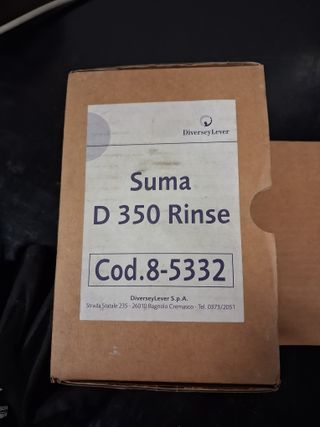 DiverseyLever
Suma
D 350 Rinse
Cod.8-5332
DiverseyLever S.p.A.
Strada Statale 235 - 26010 Bagnolo Cremasco - Tel. 0373/2051